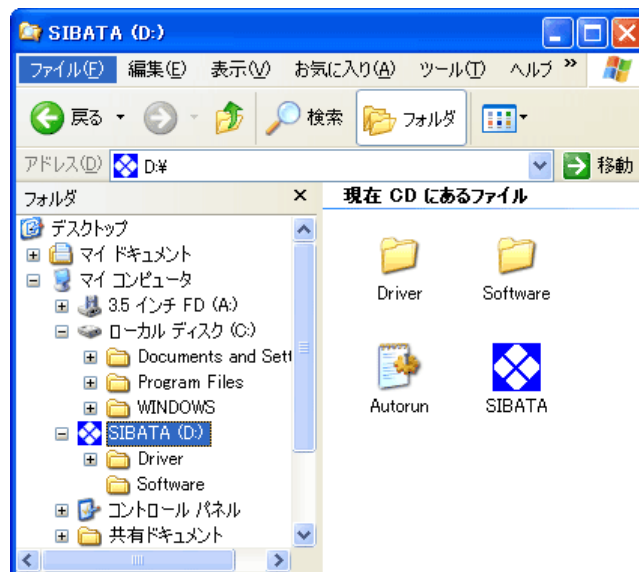 SIBATA (D:)
ファイル(F) 編集(E) 表示(V) お気に入り(A) ツール(T) ヘルプ »
戻る 検索 フォルダ
アドレス(D) D:¥ 移動
フォルダ ×
デスクトップ
マイ ドキュメント
マイ コンピュータ
3.5 インチ FD (A:)
ローカル ディスク (C:)
Documents and Sett
Program Files
WINDOWS
SIBATA (D:)
Driver
Software
コントロール パネル
共有ドキュメント
現在 CD にあるファイル
Driver
Software
Autorun
SIBATA